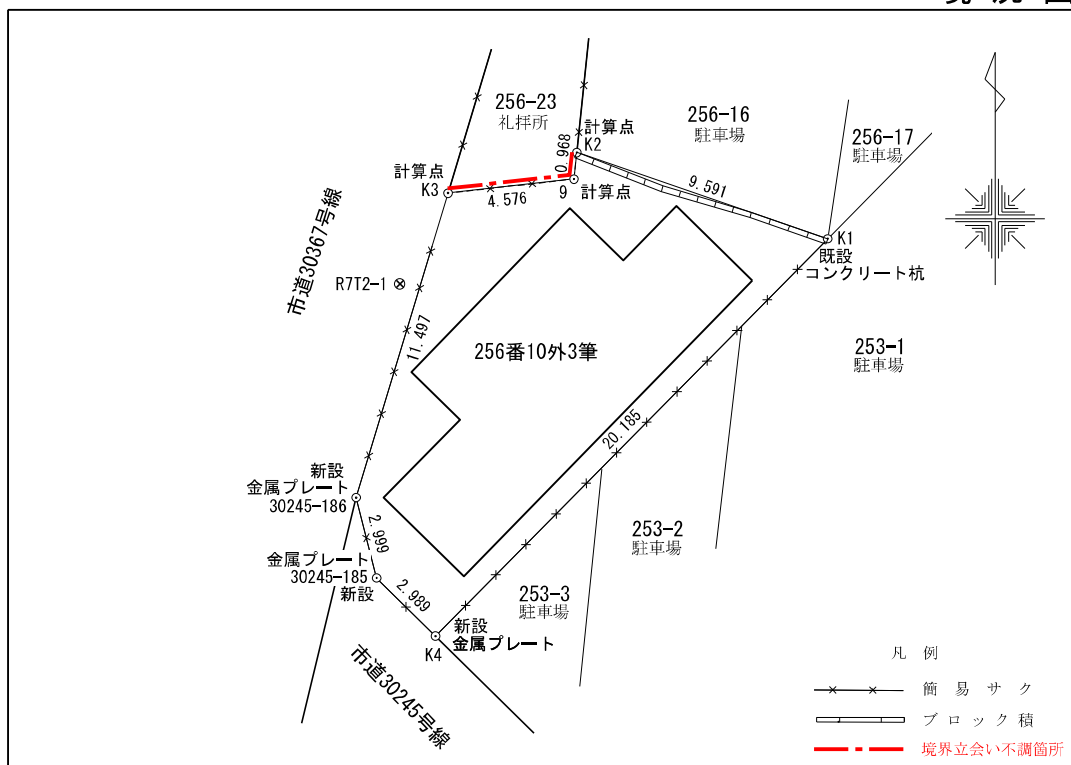 256-23
礼拝所
256-16
駐車場
256-17
駐車場
計算点
K2
0.968
計算点
K3
4.576
9
計算点
9.591
K1
既設
コンクリート杭
市道30367号線
R7T2-1
11.497
256番10外3筆
253-1
駐車場
20.185
新設
金属プレート
30245-186
2.999
金属プレート
30245-185
新設
2.989
253-2
駐車場
253-3
駐車場
新設
金属プレート
K4
市道30245号線
凡例
簡易サク
ブロック積
境界立会い不調箇所